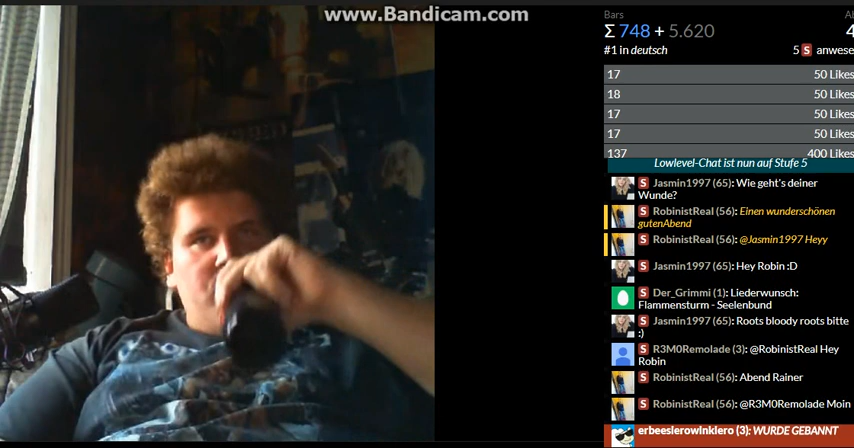 www.Bandicam.com
Bars
Σ 748 + 5.620
4
#1 in deutsch
5 S anwese
17 50 Likes
18 50 Likes
17 50 Likes
17 50 Likes
137 400 Likes
Lowlevel-Chat ist nun auf Stufe 5
S Jasmin1997 (65): Wie geht's deiner
Wunde?
S RobinistReal (56): Einen wunderschönen
gutenAbend
S RobinistReal (56): @Jasmin1997 Heyy
S Jasmin1997 (65): Hey Robin :D
S Der_Grimmi (1): Liederwunsch:
Flammensturm - Seelenbund
S Jasmin1997 (65): Roots bloody roots bitte
:)
S R3M0Remolade (3): @RobinistReal Hey
Robin
S RobinistReal (56): Abend Rainer
S RobinistReal (56): @R3M0Remolade Moin
erbeeslerowinklero (3): WURDE GEBANNT